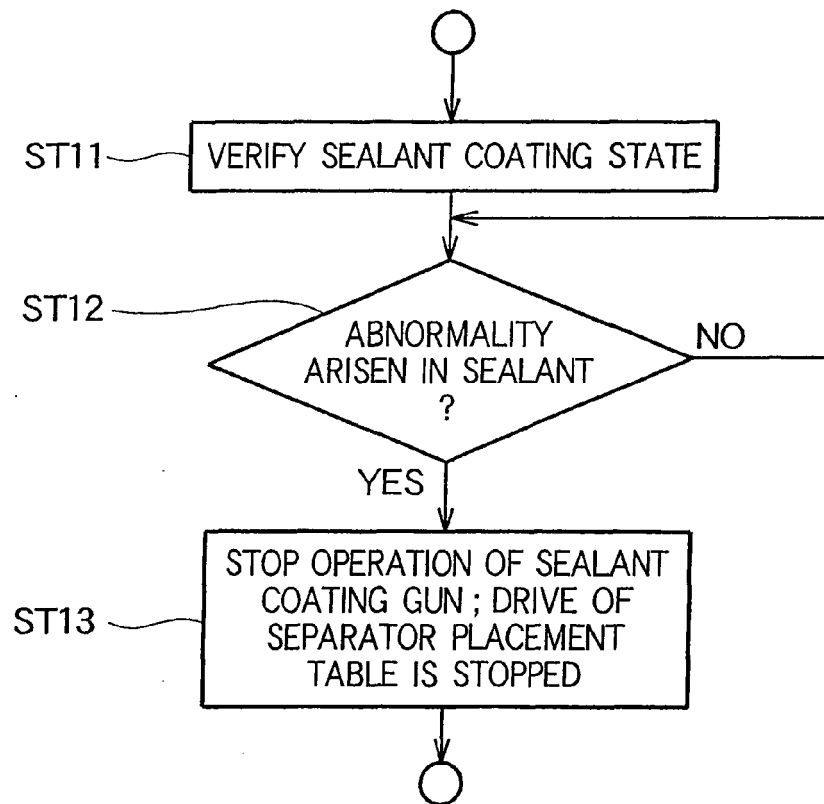 ST11
VERIFY SEALANT COATING STATE
ST12
ABNORMALITY
ARISEN IN SEALANT
?
NO
YES
ST13
STOP OPERATION OF SEALANT
COATING GUN ; DRIVE OF
SEPARATOR PLACEMENT
TABLE IS STOPPED